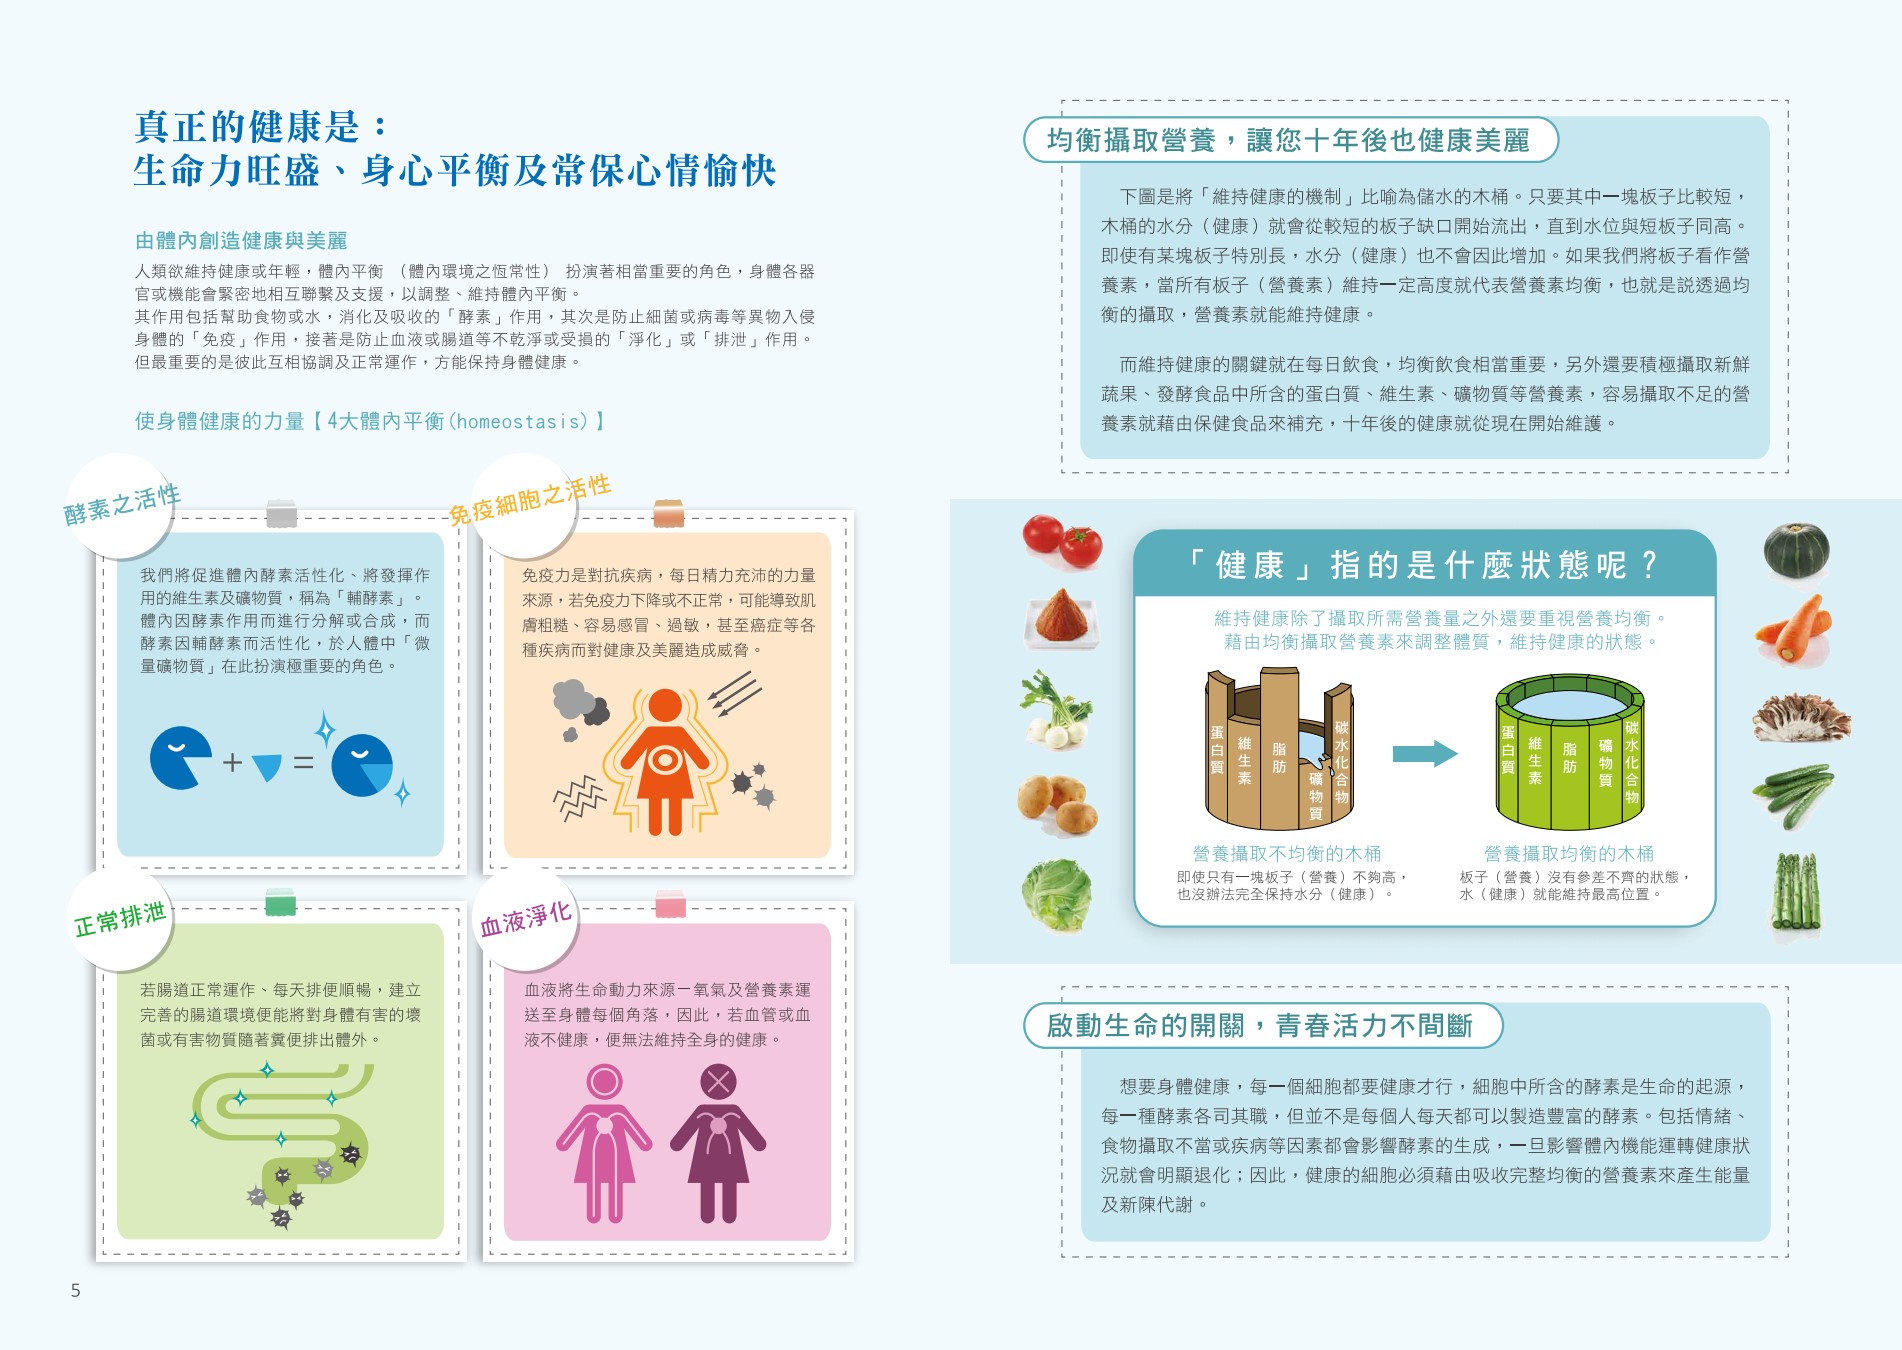 真正的健康是：
生命力旺盛、身心平衡及常保心情愉快
由體內創造健康與美麗
人類欲維持健康或年輕，體內平衡 （體內環境之恆常性） 扮演著相當重要的角色，身體各器
官或機能會緊密地相互聯繫及支援，以調整、維持體內平衡。
其作用包括幫助食物或水，消化及吸收的「酵素」作用，其次是防止細菌或病毒等異物入侵
身體的「免疫」作用，接著是防止血液或腸道等不乾淨或受損的「淨化」或「排泄」作用。
但最重要的是彼此互相協調及正常運作，方能保持身體健康。
使身體健康的力量【4大體內平衡(homeostasis)】
酵素之活性
我們將促進體內酵素活性化、將發揮作
用的維生素及礦物質，稱為「輔酵素」。
體內因酵素作用而進行分解或合成，而
酵素因輔酵素而活性化，於人體中「微
量礦物質」在此扮演極重要的角色。
免疫細胞之活性
免疫力是對抗疾病，每日精力充沛的力量
來源，若免疫力下降或不正常，可能導致肌
膚粗糙、容易感冒、過敏，甚至癌症等各
種疾病而對健康及美麗造成威脅。
正常排泄
若腸道正常運作、每天排便順暢，建立
完善的腸道環境便能將對身體有害的壞
菌或有害物質隨著糞便排出體外。
血液淨化
血液將生命動力來源－氧氣及營養素運
送至身體每個角落，因此，若血管或血
液不健康，便無法維持全身的健康。
5
均衡攝取營養，讓您十年後也健康美麗
下圖是將「維持健康的機制」比喻為儲水的木桶。只要其中一塊板子比較短，
木桶的水分（健康）就會從較短的板子缺口開始流出，直到水位與短板子同高。
即使有某塊板子特別長，水分（健康）也不會因此增加。如果我們將板子看作營
養素，當所有板子（營養素）維持一定高度就代表營養素均衡，也就是說透過均
衡的攝取，營養素就能維持健康。
而維持健康的關鍵就在每日飲食，均衡飲食相當重要，另外還要積極攝取新鮮
蔬果、發酵食品中所含的蛋白質、維生素、礦物質等營養素，容易攝取不足的營
養素就藉由保健食品來補充，十年後的健康就從現在開始維護。
「健康」指的是什麼狀態呢？
維持健康除了攝取所需營養量之外還要重視營養均衡。
藉由均衡攝取營養素來調整體質，維持健康的狀態。
蛋白質
維生素
脂肪
礦物質
碳水化合物
蛋白質
維生素
脂肪
礦物質
碳水化合物
營養攝取不均衡的木桶
即使只有一塊板子（營養）不夠高，
也沒辦法完全保持水分（健康）。
營養攝取均衡的木桶
板子（營養）沒有參差不齊的狀態，
水（健康）就能維持最高位置。
啟動生命的開關，青春活力不間斷
想要身體健康，每一個細胞都要健康才行，細胞中所含的酵素是生命的起源，
每一種酵素各司其職，但並不是每個人每天都可以製造豐富的酵素。包括情緒、
食物攝取不當或疾病等因素都會影響酵素的生成，一旦影響體內機能運轉健康狀
況就會明顯退化；因此，健康的細胞必須藉由吸收完整均衡的營養素來產生能量
及新陳代謝。